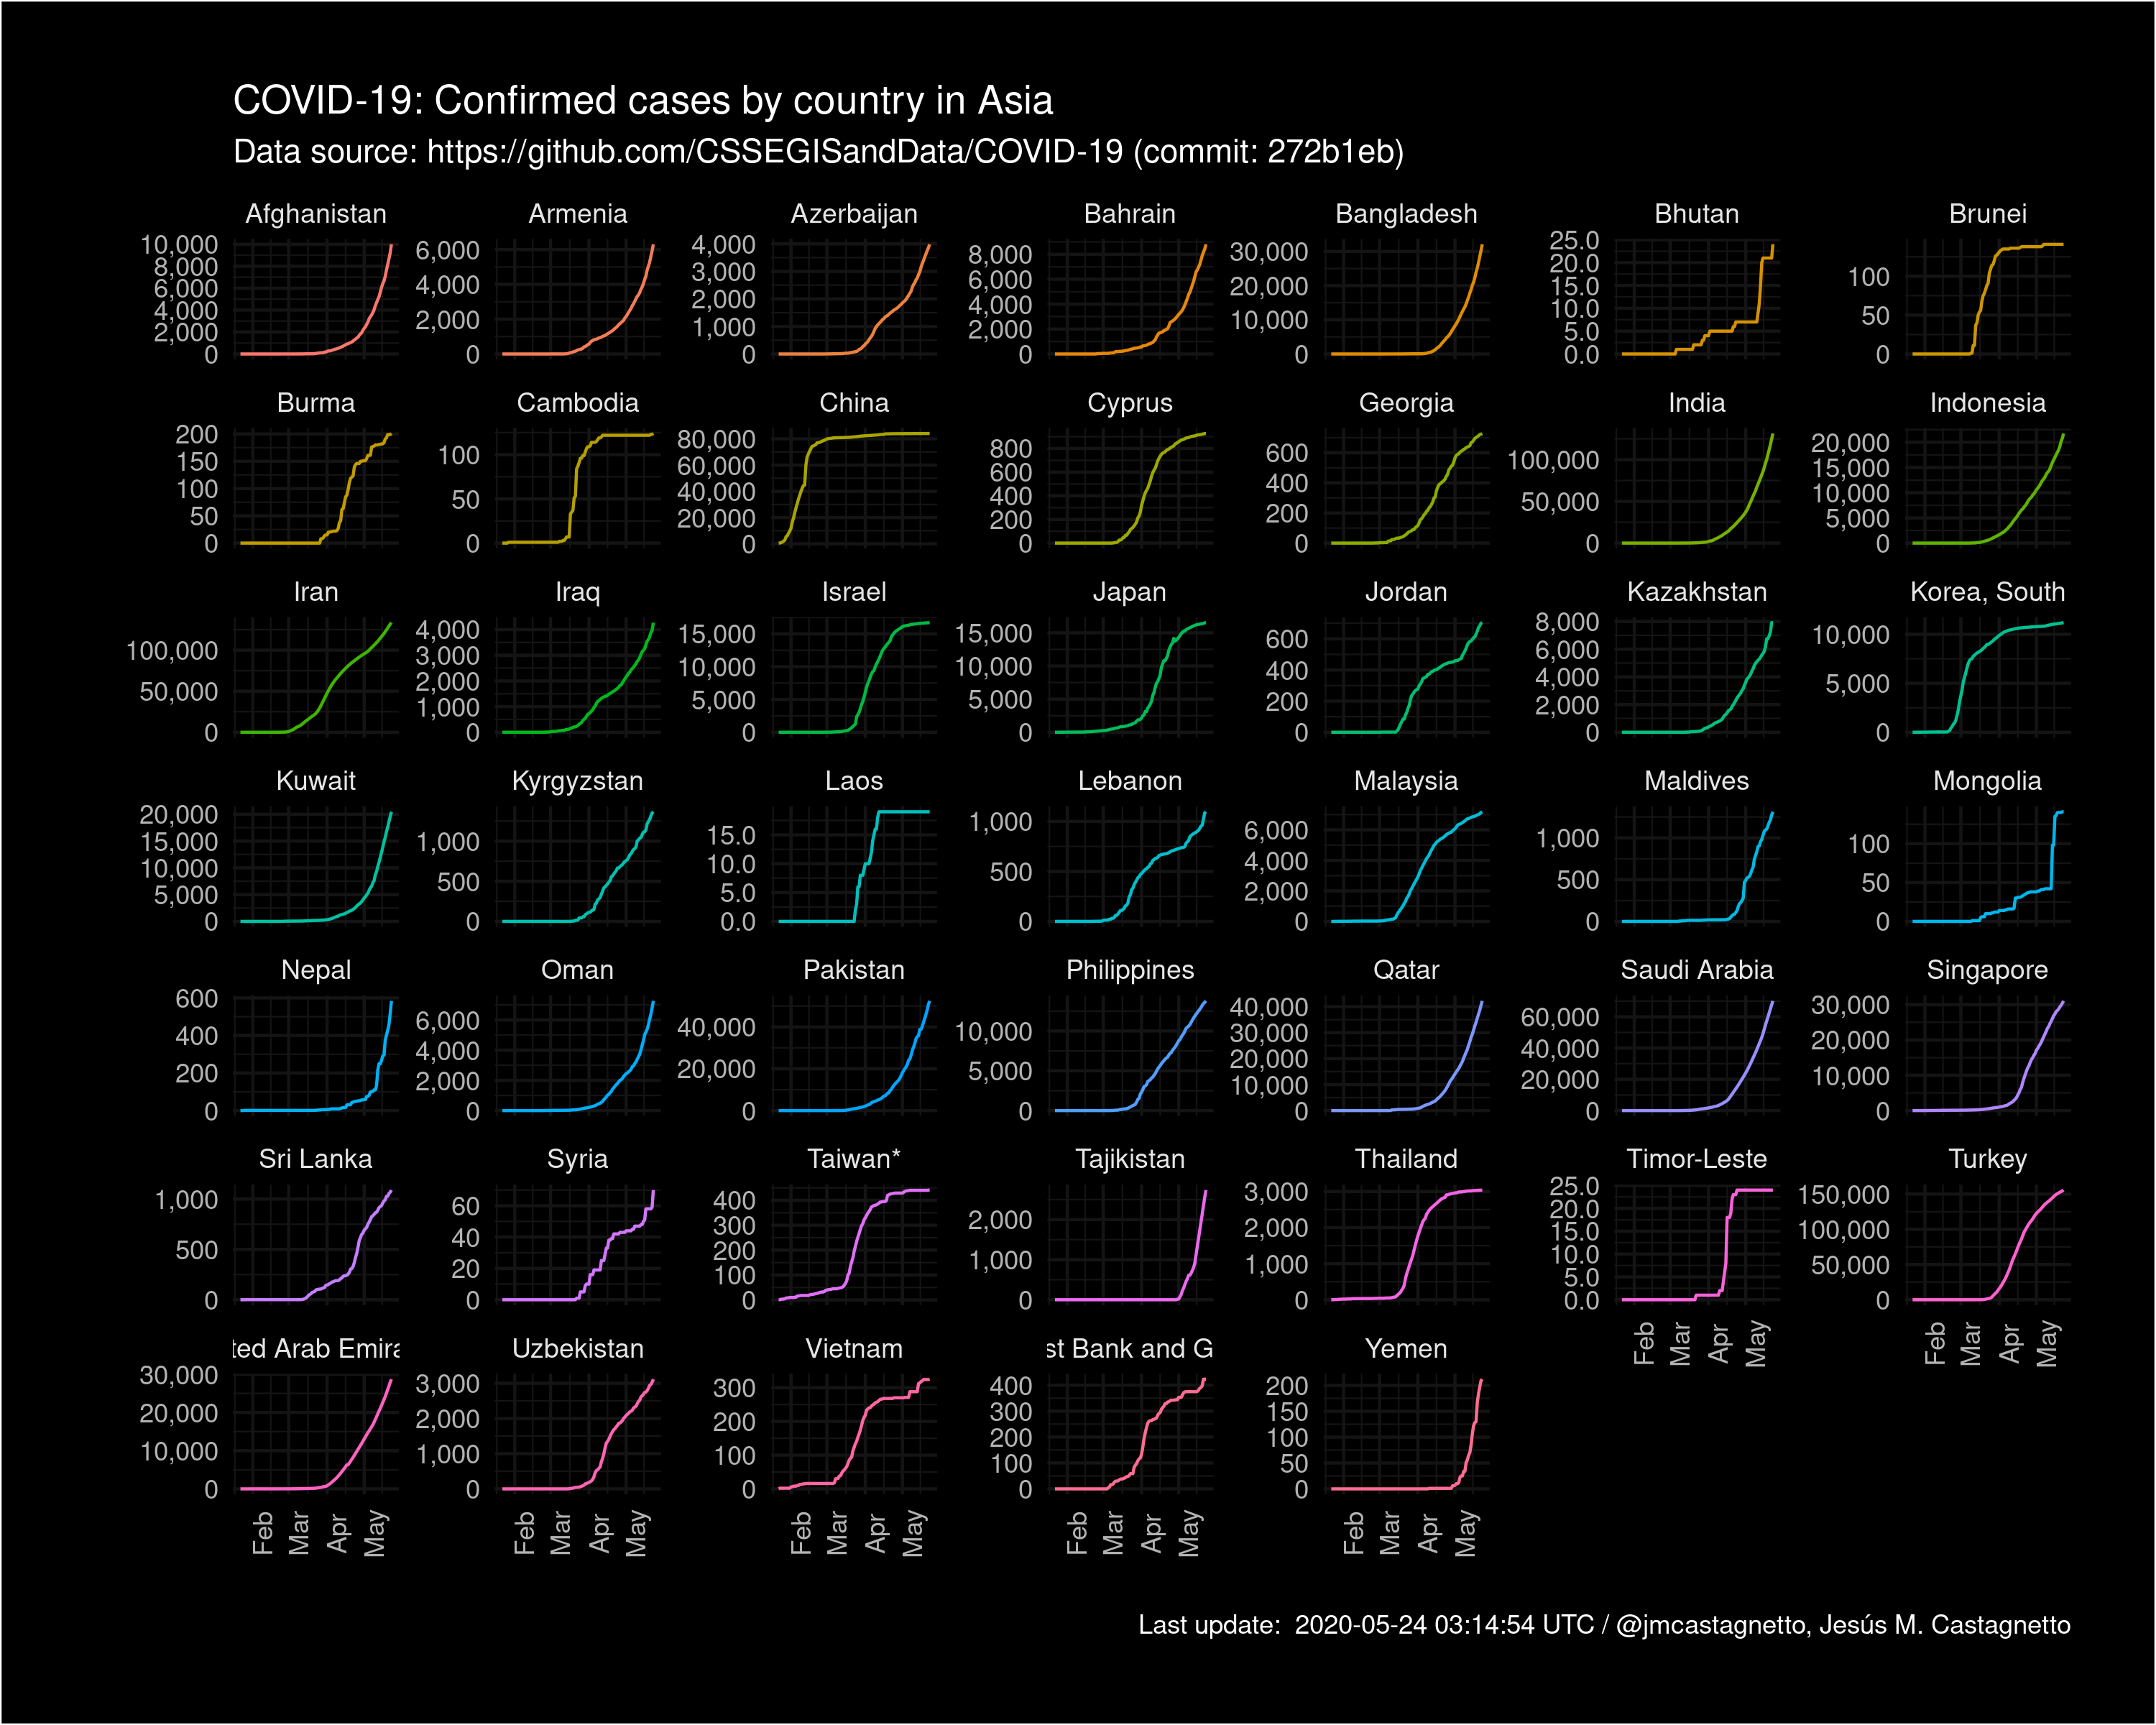 COVID-19: Confirmed cases by country in Asia
Data source: https://github.com/CSSEGISandData/COVID-19 (commit: 272b1eb)
Afghanistan Armenia Azerbaijan Bahrain Bangladesh Bhutan Brunei
10,000 8,000 6,000 4,000 2,000 0
6,000 4,000 2,000 0
4,000 3,000 2,000 1,000 0
8,000 6,000 4,000 2,000 0
30,000 20,000 10,000 0
25.0 20.0 15.0 10.0 5.0 0.0
100 50 0
Burma Cambodia China Cyprus Georgia India Indonesia
200 150 100 50 0
100 50 0
80,000 60,000 40,000 20,000 0
800 600 400 200 0
600 400 200 0
100,000 50,000 0
20,000 15,000 10,000 5,000 0
Iran Iraq Israel Japan Jordan Kazakhstan Korea, South
100,000 50,000 0
4,000 3,000 2,000 1,000 0
15,000 10,000 5,000 0
15,000 10,000 5,000 0
600 400 200 0
8,000 6,000 4,000 2,000 0
10,000 5,000 0
Kuwait Kyrgyzstan Laos Lebanon Malaysia Maldives Mongolia
20,000 15,000 10,000 5,000 0
1,000 500 0
15.0 10.0 5.0 0.0
1,000 500 0
6,000 4,000 2,000 0
1,000 500 0
100 50 0
Nepal Oman Pakistan Philippines Qatar Saudi Arabia Singapore
600 400 200 0
6,000 4,000 2,000 0
40,000 20,000 0
10,000 5,000 0
40,000 30,000 20,000 10,000 0
60,000 40,000 20,000 0
30,000 20,000 10,000 0
Sri Lanka Syria Taiwan* Tajikistan Thailand Timor-Leste Turkey
1,000 500 0
60 40 20 0
400 300 200 100 0
2,000 1,000 0
3,000 2,000 1,000 0
25.0 20.0 15.0 10.0 5.0 0.0
150,000 100,000 50,000 0
Feb Mar Apr May
Feb Mar Apr May
ted Arab Emira Uzbekistan Vietnam st Bank and G Yemen
30,000 20,000 10,000 0
3,000 2,000 1,000 0
300 200 100 0
400 300 200 100 0
200 150 100 50 0
Feb Mar Apr May
Feb Mar Apr May
Feb Mar Apr May
Feb Mar Apr May
Feb Mar Apr May
Last update:  2020-05-24 03:14:54 UTC / @jmcastagnetto, Jesús M. Castagnetto